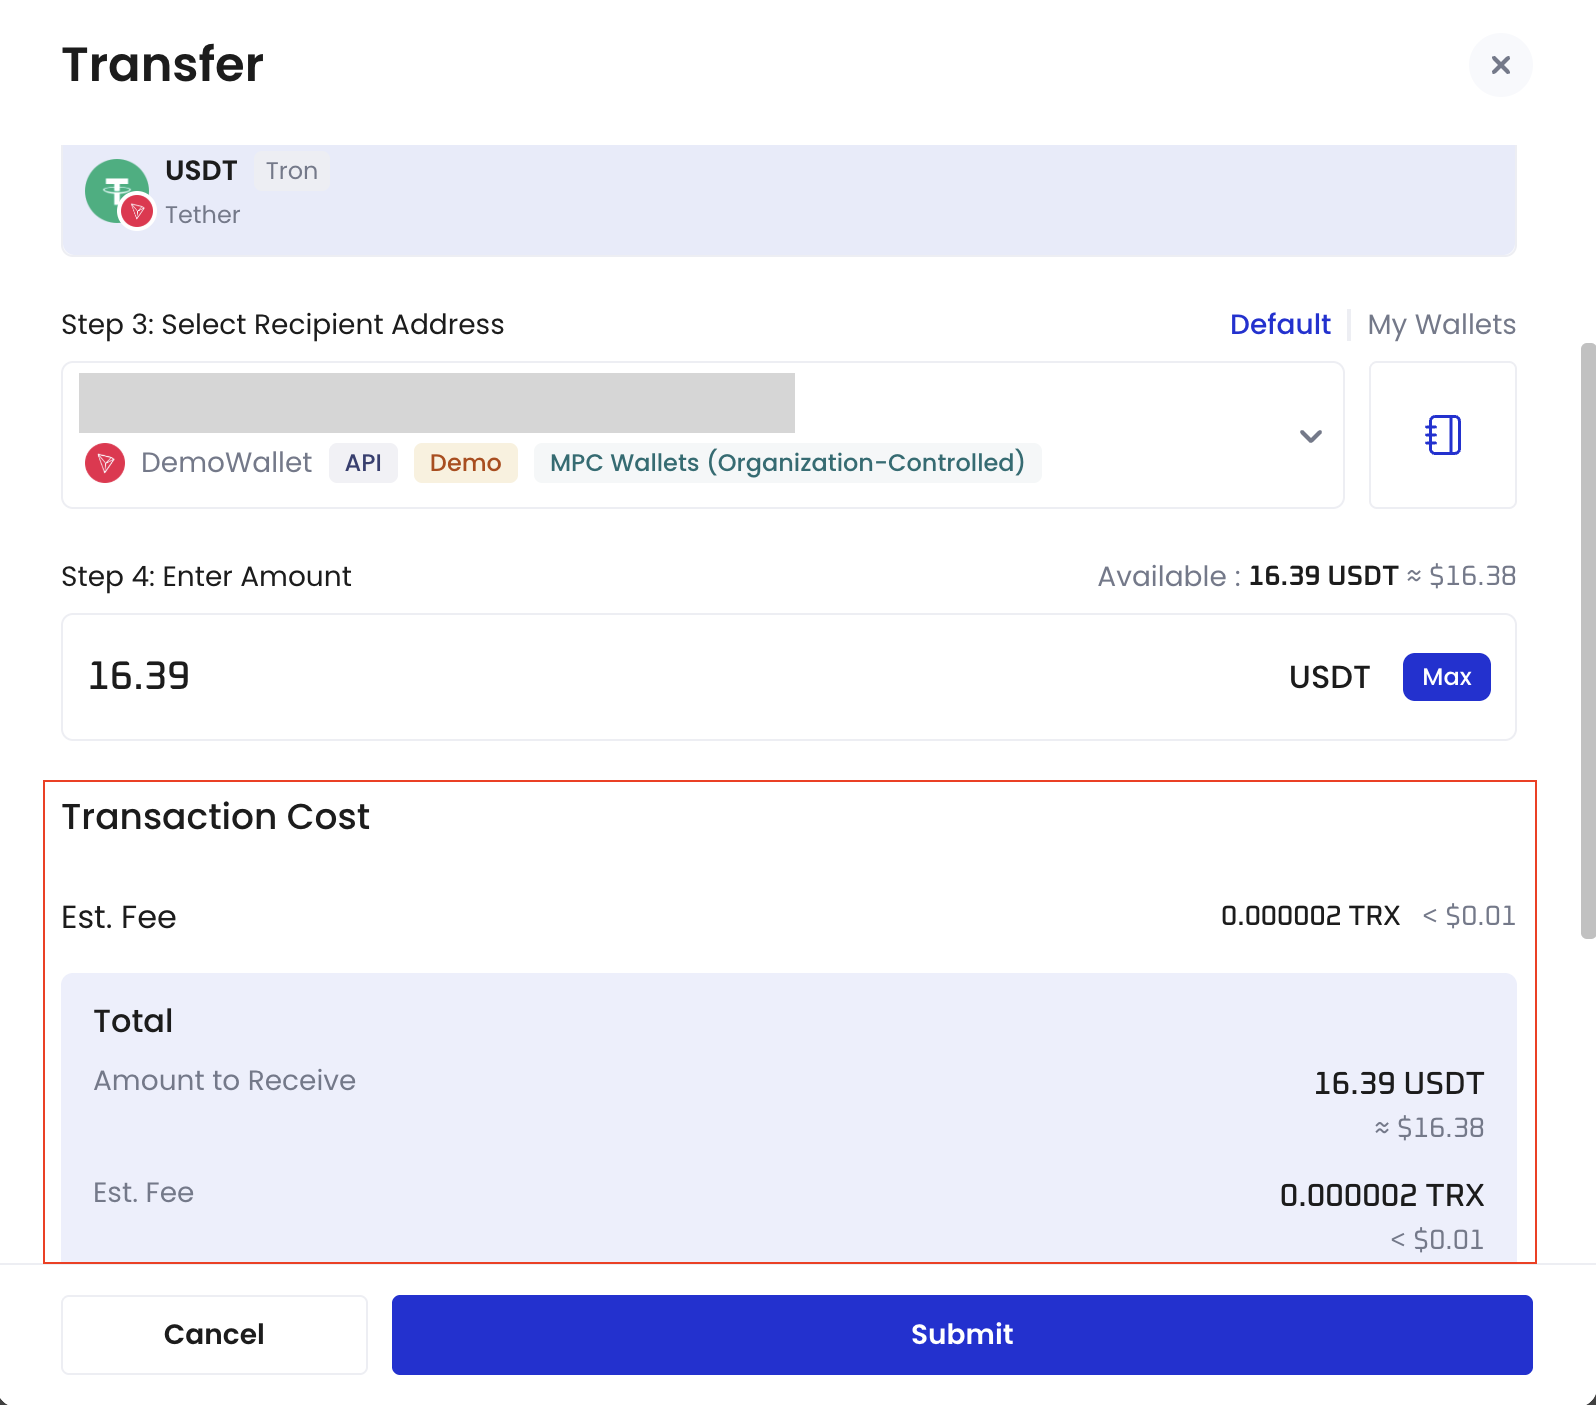 Transfer
USDT Tron
Tether
Step 3: Select Recipient Address Default My Wallets
DemoWallet API Demo MPC Wallets (Organization-Controlled)
Step 4: Enter Amount Available : 16.39 USDT ≈ $16.38
16.39 USDT Max
Transaction Cost
Est. Fee 0.000002 TRX < $0.01
Total
Amount to Receive 16.39 USDT
≈ $16.38
Est. Fee 0.000002 TRX
< $0.01
Cancel Submit